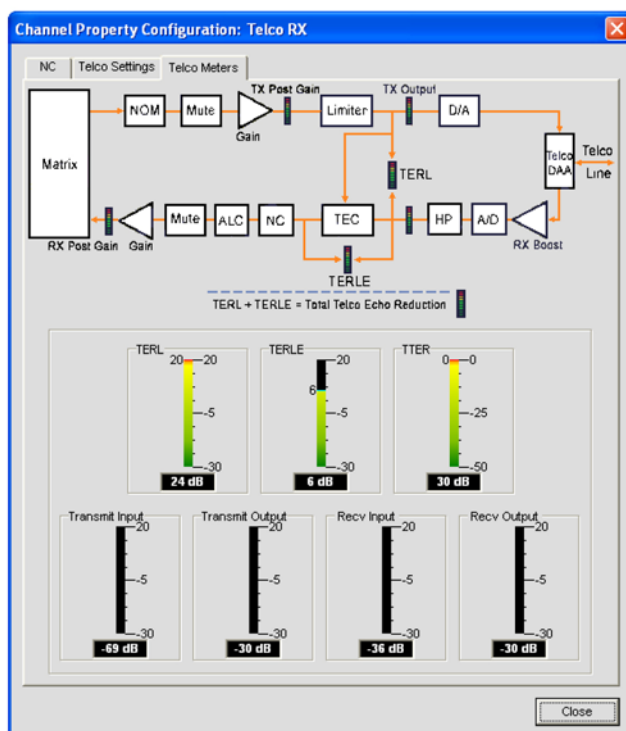 Channel Property Configuration: Telco RX
NC
Telco Settings
Telco Meters
TX Post Gain
TX Output
NOM
Mute
Gain
Limiter
D/A
Matrix
Telco DAA
Telco
Line
TERL
RX Post Gain
Gain
Mute
ALC
NC
TEC
HP
A/D
RX Boost
TERLE
TERL + TERLE = Total Telco Echo Reduction
TERL
20
20
-5
-30
24 dB
TERLE
20
6
-5
-30
6 dB
TTER
0
0
-25
-50
30 dB
Transmit Input
20
-5
-30
-69 dB
Transmit Output
20
-5
-30
-30 dB
Recv Input
20
-5
-30
-36 dB
Recv Output
20
-5
-30
-30 dB
Close